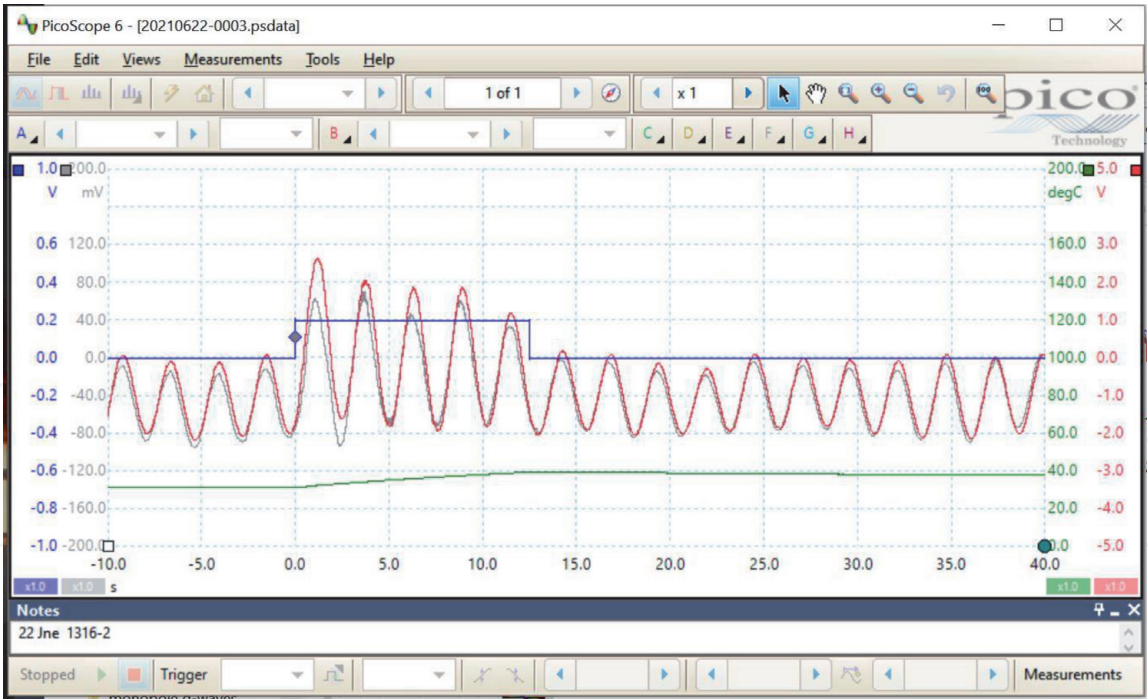 PicoScope 6 - [20210622-0003.psdata]
File Edit Views Measurements Tools Help
1 of 1 x 1
pico
Technology
A B C D E F G H
1.0 200.0 200.0 5.0
V mV degC V
0.6 120.0 160.0 3.0
0.4 80.0 140.0 2.0
0.2 40.0 120.0 1.0
0.0 0.0 100.0 0.0
-0.2 -40.0 80.0 -1.0
-0.4 -80.0 60.0 -2.0
-0.6 -120.0 40.0 -3.0
-0.8 -160.0 20.0 -4.0
-1.0 -200.0 0.0 -5.0
-10.0 -5.0 0.0 5.0 10.0 15.0 20.0 25.0 30.0 35.0 40.0
x1.0 x1.0 s x1.0 x1.0
Notes
22 Jne 1316-2
Stopped Trigger Measurements